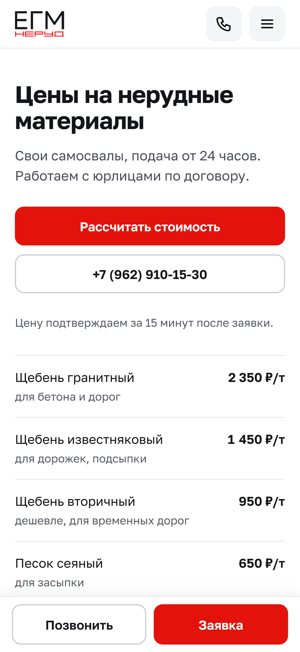 ЕГМ
НЕРУД
Цены на нерудные
материалы
Свои самосвалы, подача от 24 часов.
Работаем с юрлицами по договору.
Рассчитать стоимость
+7 (962) 910-15-30
Цену подтверждаем за 15 минут после заявки.
Щебень гранитный 2 350 ₽/т
для бетона и дорог
Щебень известняковый 1 450 ₽/т
для дорожек, подсыпки
Щебень вторичный 950 ₽/т
дешевле, для временных дорог
Песок сеяный 650 ₽/т
для засыпки
Позвонить Заявка